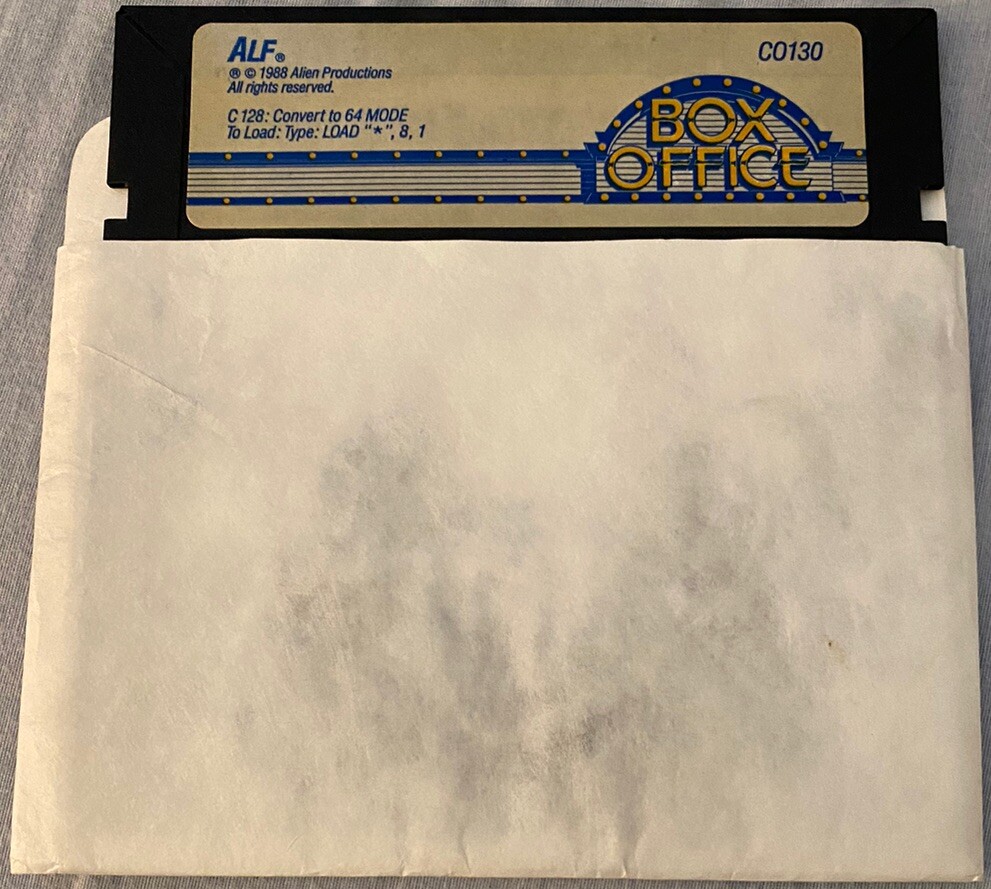 ALF®
® © 1988 Alien Productions
All rights reserved.
C 128: Convert to 64 MODE
To Load: Type: LOAD "*", 8, 1
CO130
BOX
OFFICE